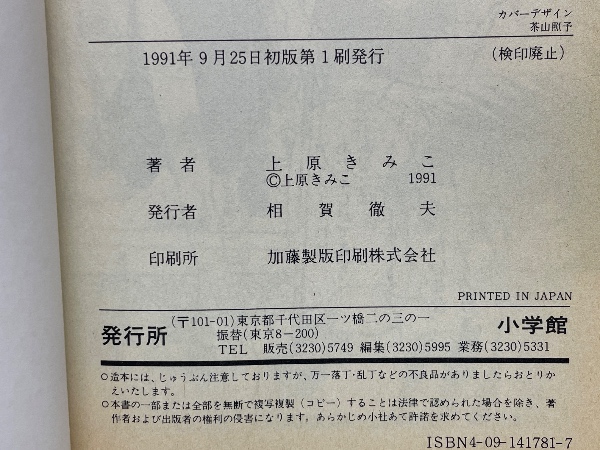 カバーデザイン
茶山照予
1991年9月25日初版第1刷発行 (検印廃止)
著者 上原きみこ
©上原きみこ 1991
発行者 相賀徹夫
印刷所 加藤製版印刷株式会社
PRINTED IN JAPAN
発行所 (〒101-01)東京都千代田区一ツ橋二の三の一 小学館
振替(東京8-200)
TEL 販売(3230)5749 編集(3230)5995 業務(3230)5331
○造本には、じゅうぶん注意しておりますが、万一落丁・乱丁などの不良品がありましたらおとりか
えいたします。
○本書の一部または全部を無断で複写複製(コピー)することは法律で認められた場合を除き、著
作者および出版者の権利の侵害になります。あらかじめ小社あて許諾を求めてください。
ISBN4-09-141781-7